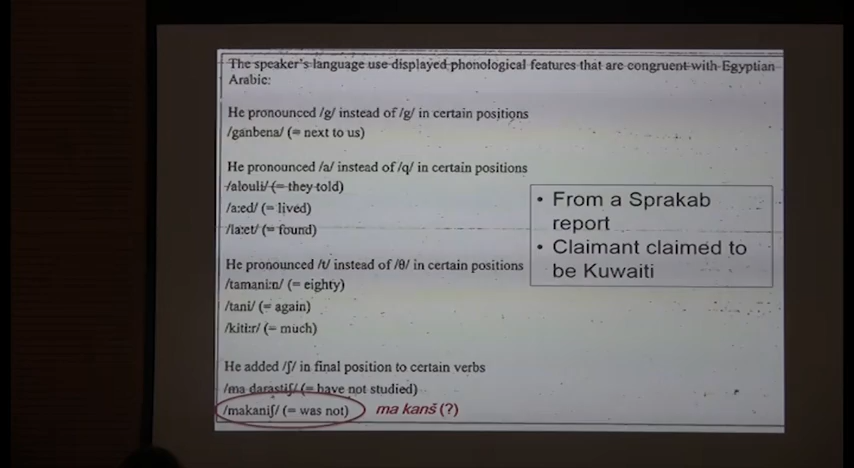 The speaker's language use displayed phonological features that are congruent with Egyptian
Arabic:
He pronounced /g/ instead of /g/ in certain positions
/ganbena/ (= next to us)
He pronounced /a/ instead of /q/ in certain positions
/alouli/ (= they told)
/a:ed/ (= lived)
/la:et/ (= found)
He pronounced /t/ instead of /θ/ in certain positions
/tamani:n/ (= eighty)
/tani/ (= again)
/kiti:r/ (= much)
He added /ʃ/ in final position to certain verbs
/ma darastiʃ/ (= have not studied)
/makaniʃ/ (= was not) ma kanš (?)
• From a Sprakab
report
• Claimant claimed to
be Kuwaiti